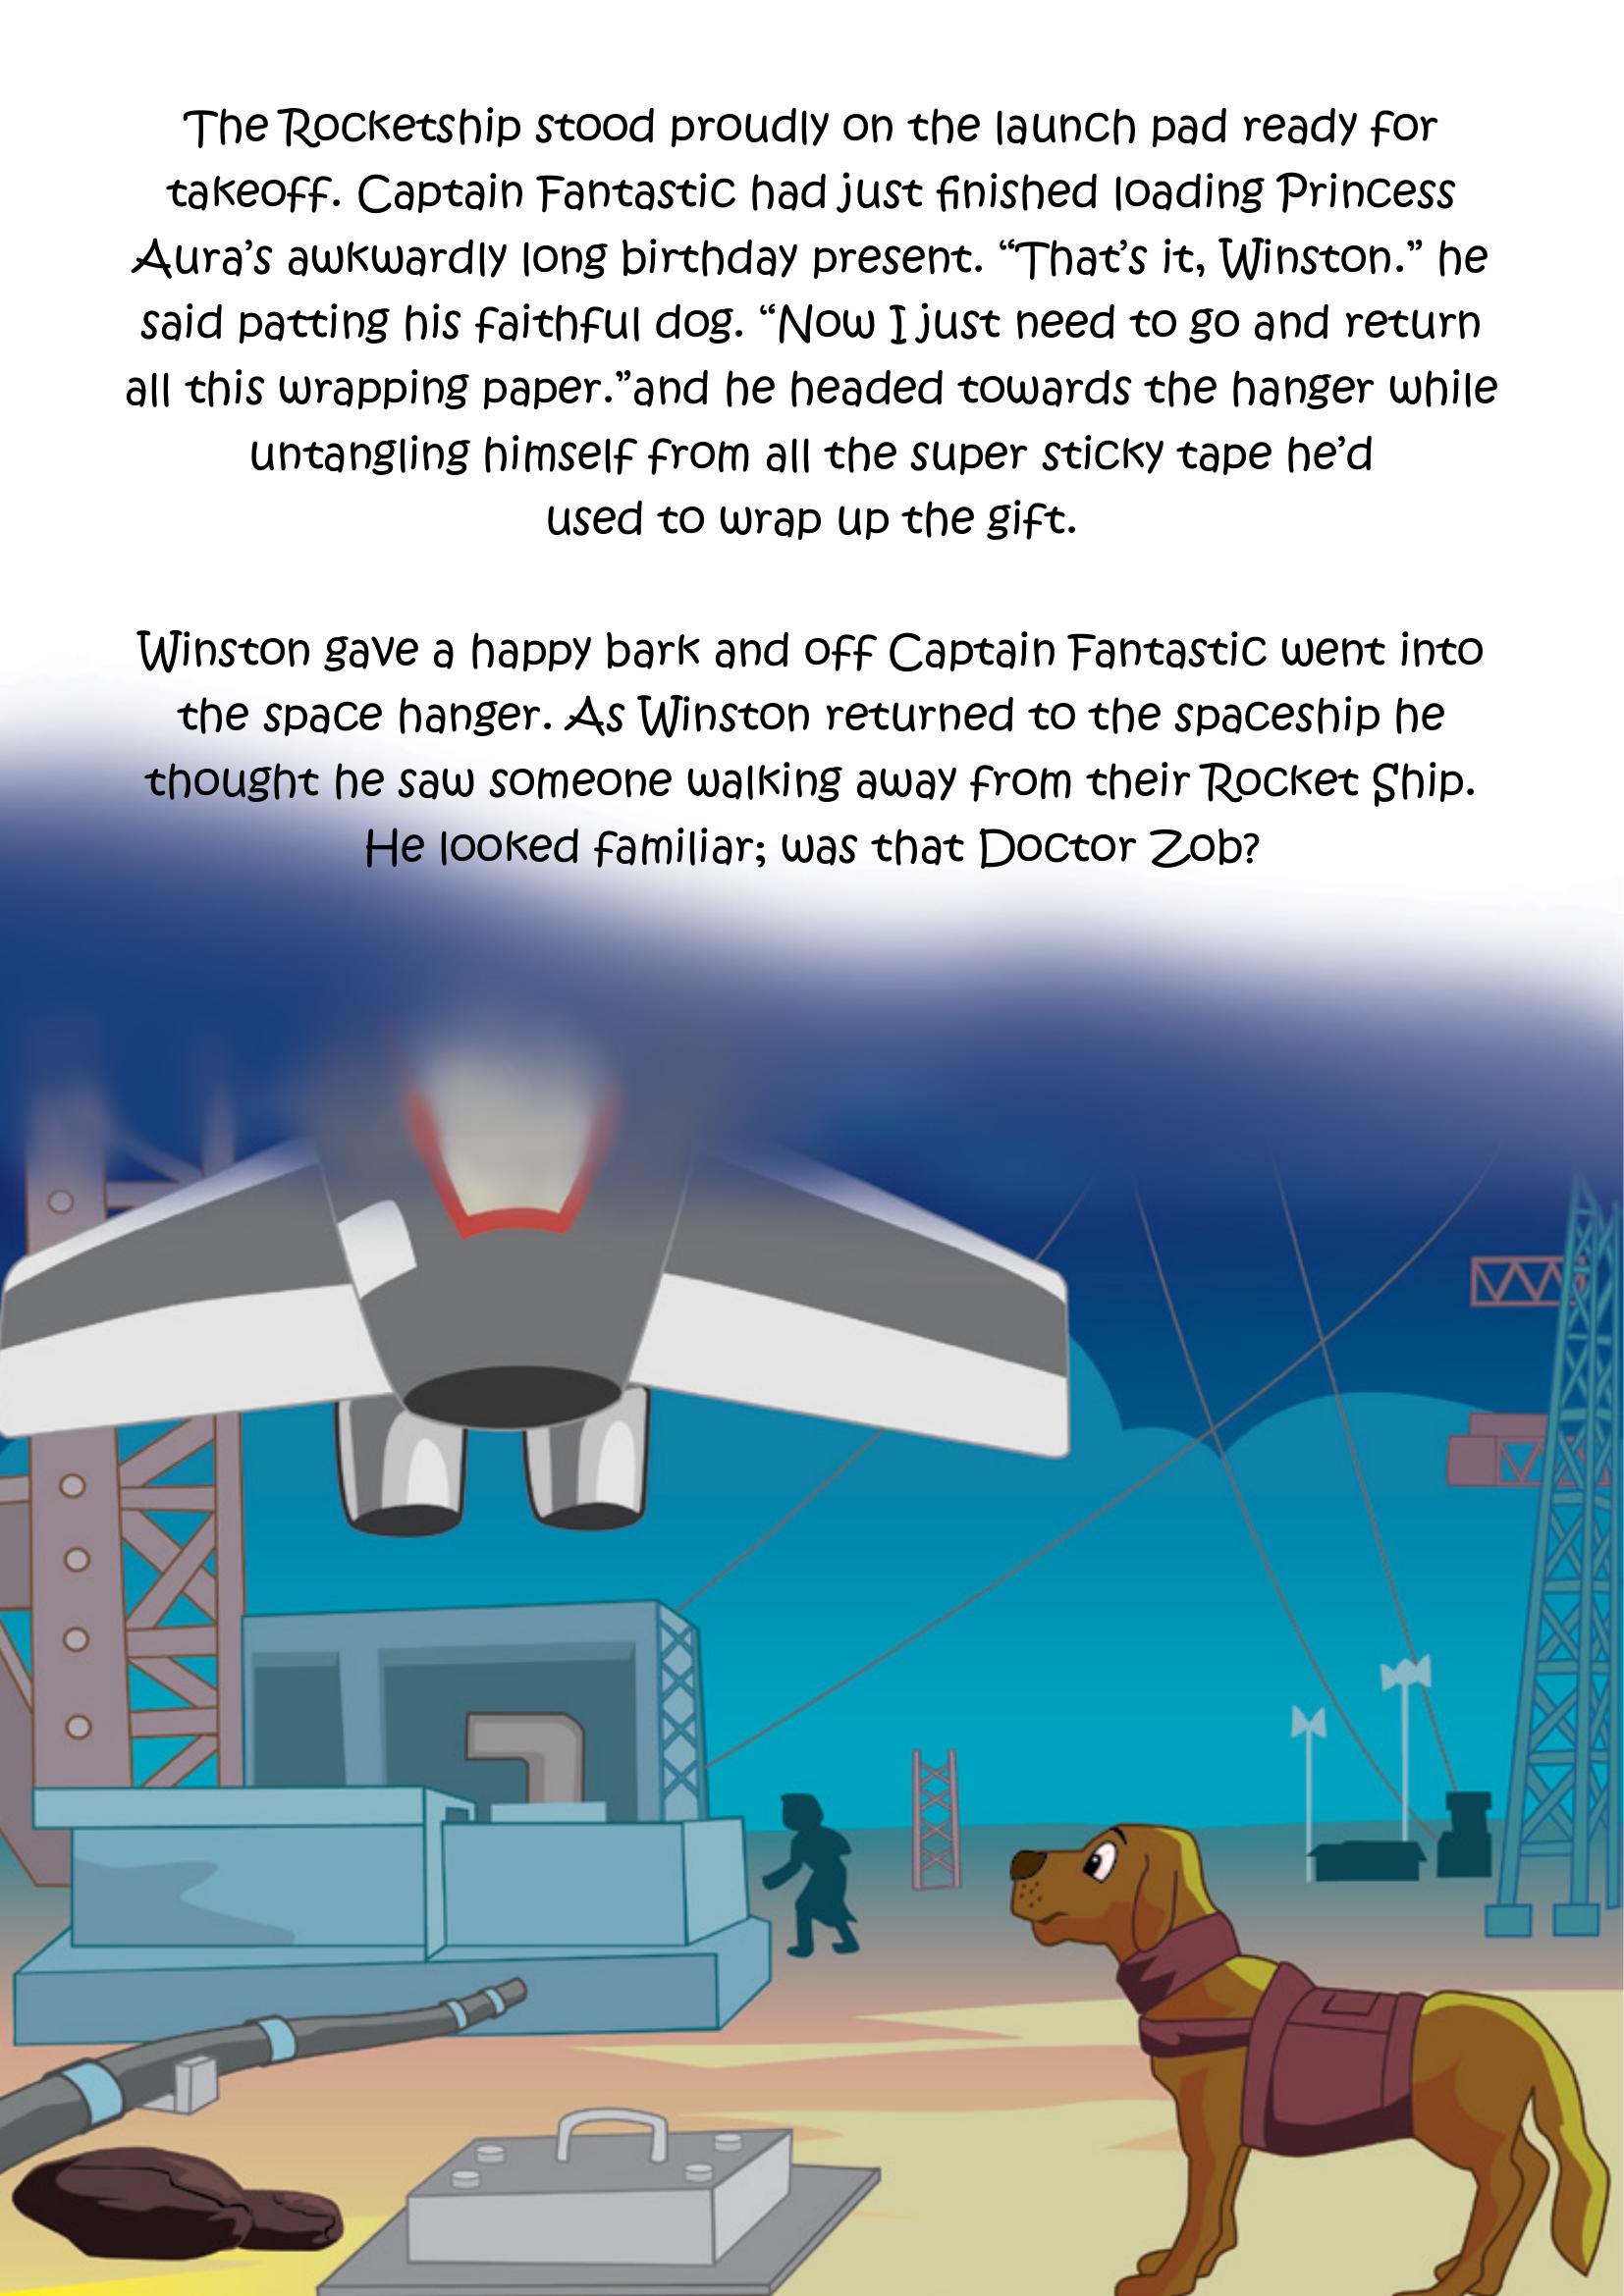 The Rocketship stood proudly on the launch pad ready for
takeoff. Captain Fantastic had just finished loading Princess
Aura’s awkwardly long birthday present. “That’s it, Winston.” he
said patting his faithful dog. “Now I just need to go and return
all this wrapping paper.”and he headed towards the hanger while
untangling himself from all the super sticky tape he’d
used to wrap up the gift.
Winston gave a happy bark and off Captain Fantastic went into
the space hanger. As Winston returned to the spaceship he
thought he saw someone walking away from their Rocket Ship.
He looked familiar; was that Doctor Zob?